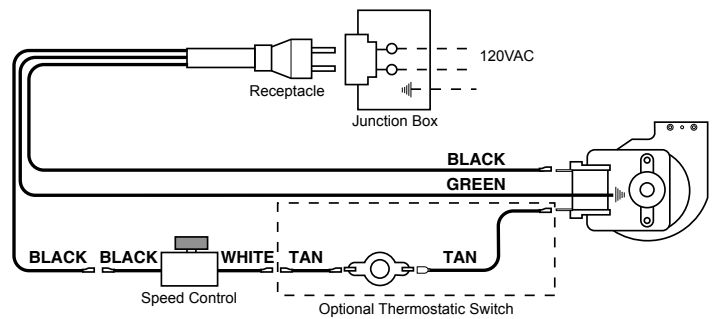 120VAC
Receptacle
Junction Box
BLACK
GREEN
BLACK BLACK WHITE TAN TAN
Speed Control
Optional Thermostatic Switch